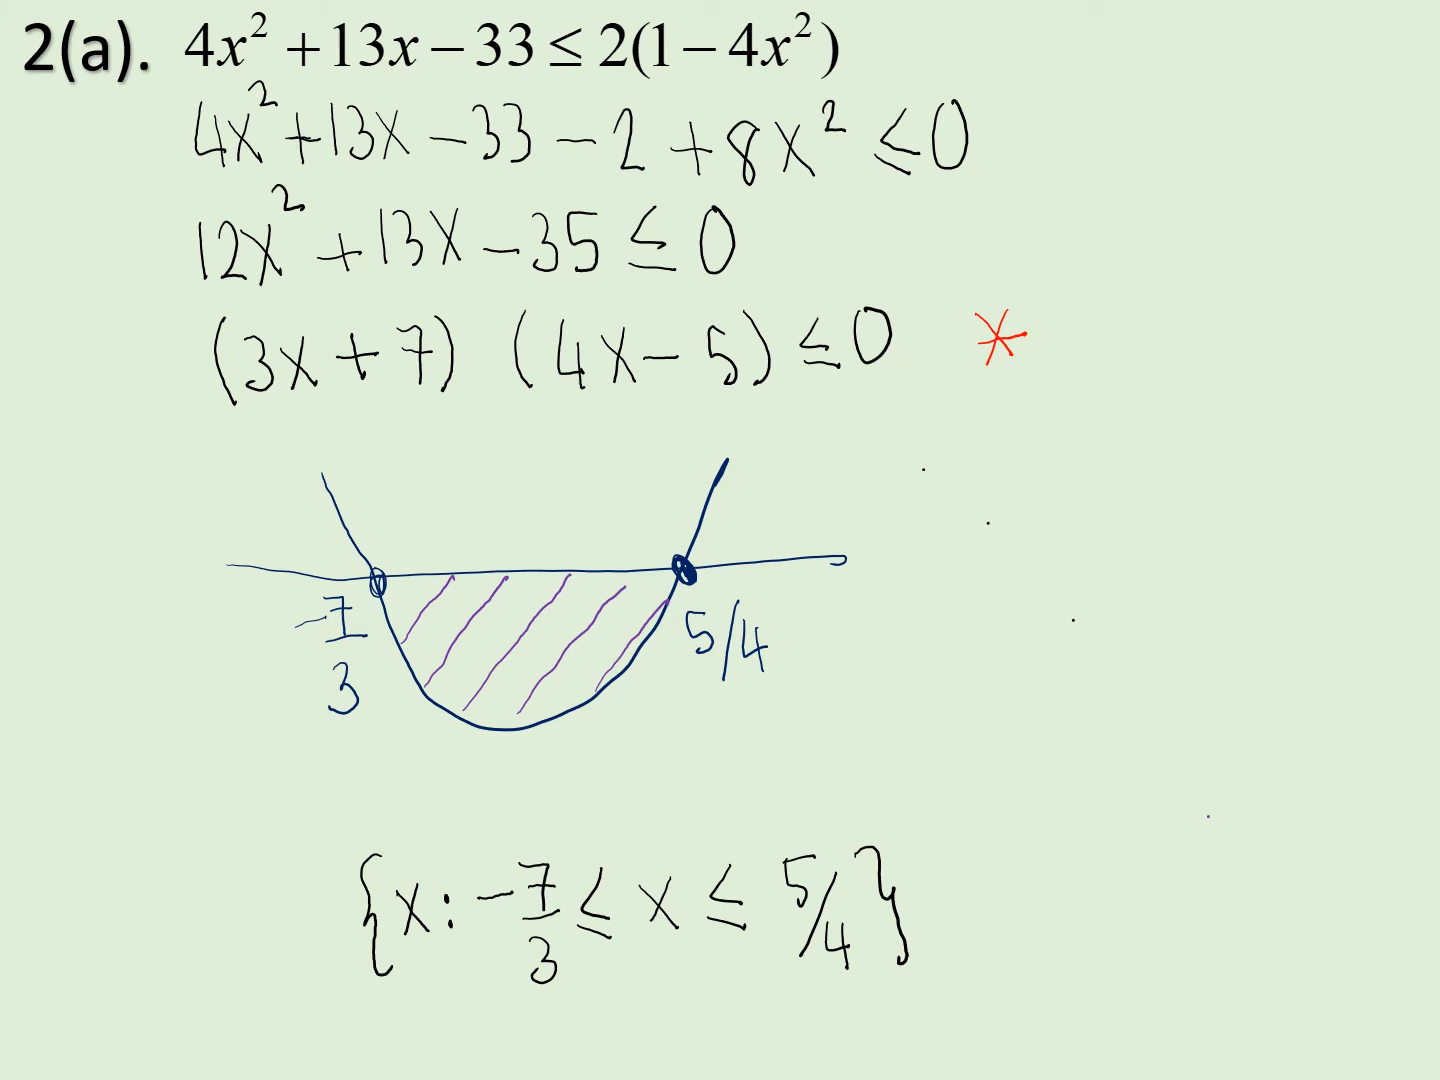 2(a). 4x² + 13x − 33 ≤ 2(1 − 4x²)
4x² + 13x − 33 − 2 + 8x² ≤ 0
12x² + 13x − 35 ≤ 0
(3x + 7) (4x − 5) ≤ 0 *
−7/3 5/4
{x : −7/3 ≤ x ≤ 5/4}